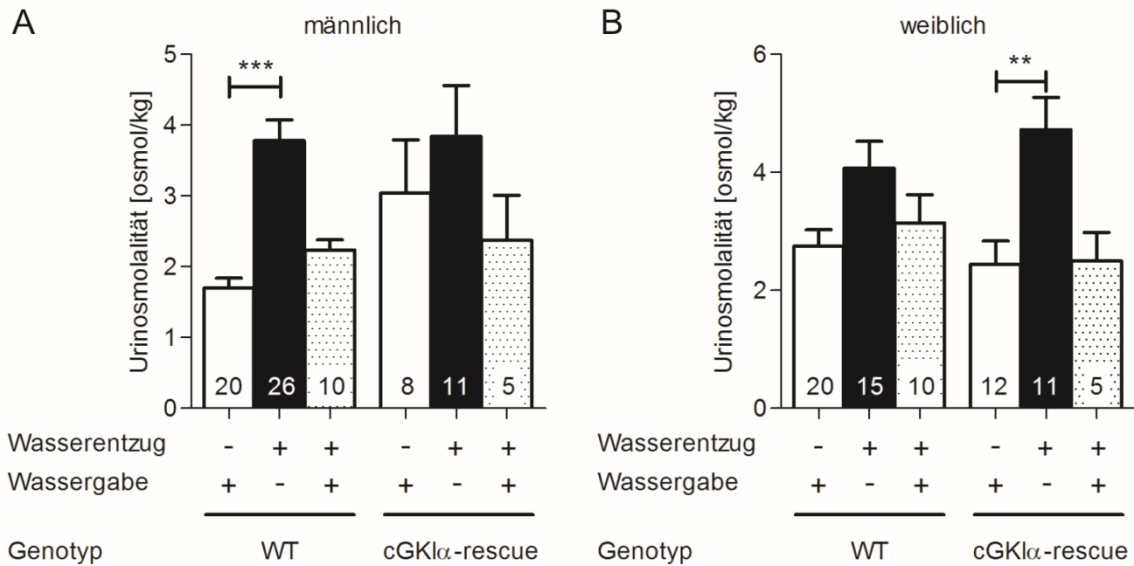 A
männlich
Urinosmolalität [osmol/kg]
5
4
3
2
1
0
***
20 26 10 8 11 5
Wasserentzug - + + - + +
Wassergabe + - + + - +
Genotyp WT cGKIα-rescue
B
weiblich
Urinosmolalität [osmol/kg]
6
4
2
0
**
20 15 10 12 11 5
Wasserentzug - + + - + +
Wassergabe + - + + - +
Genotyp WT cGKIα-rescue